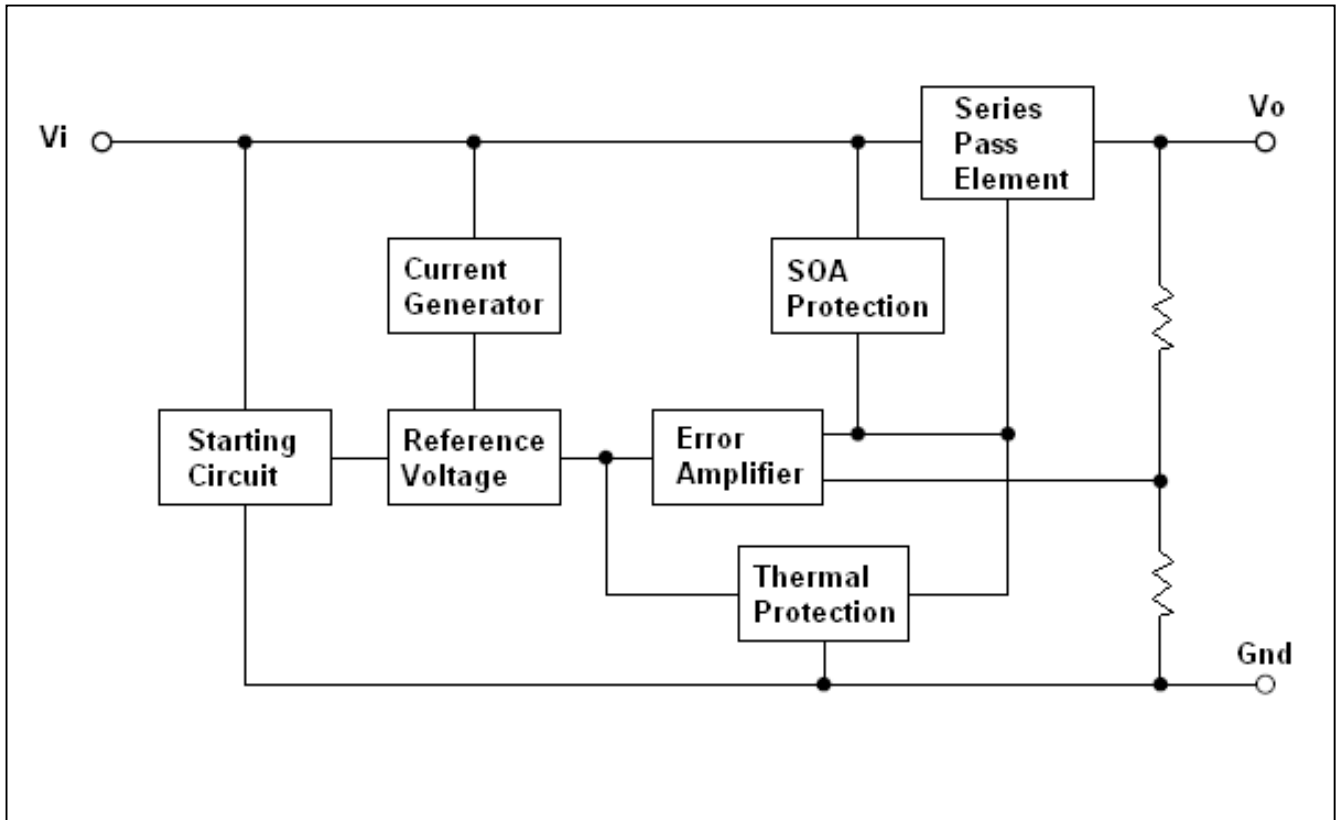 Vi
Series
Pass
Element
Vo
Current
Generator
SOA
Protection
Starting
Circuit
Reference
Voltage
Error
Amplifier
Thermal
Protection
Gnd